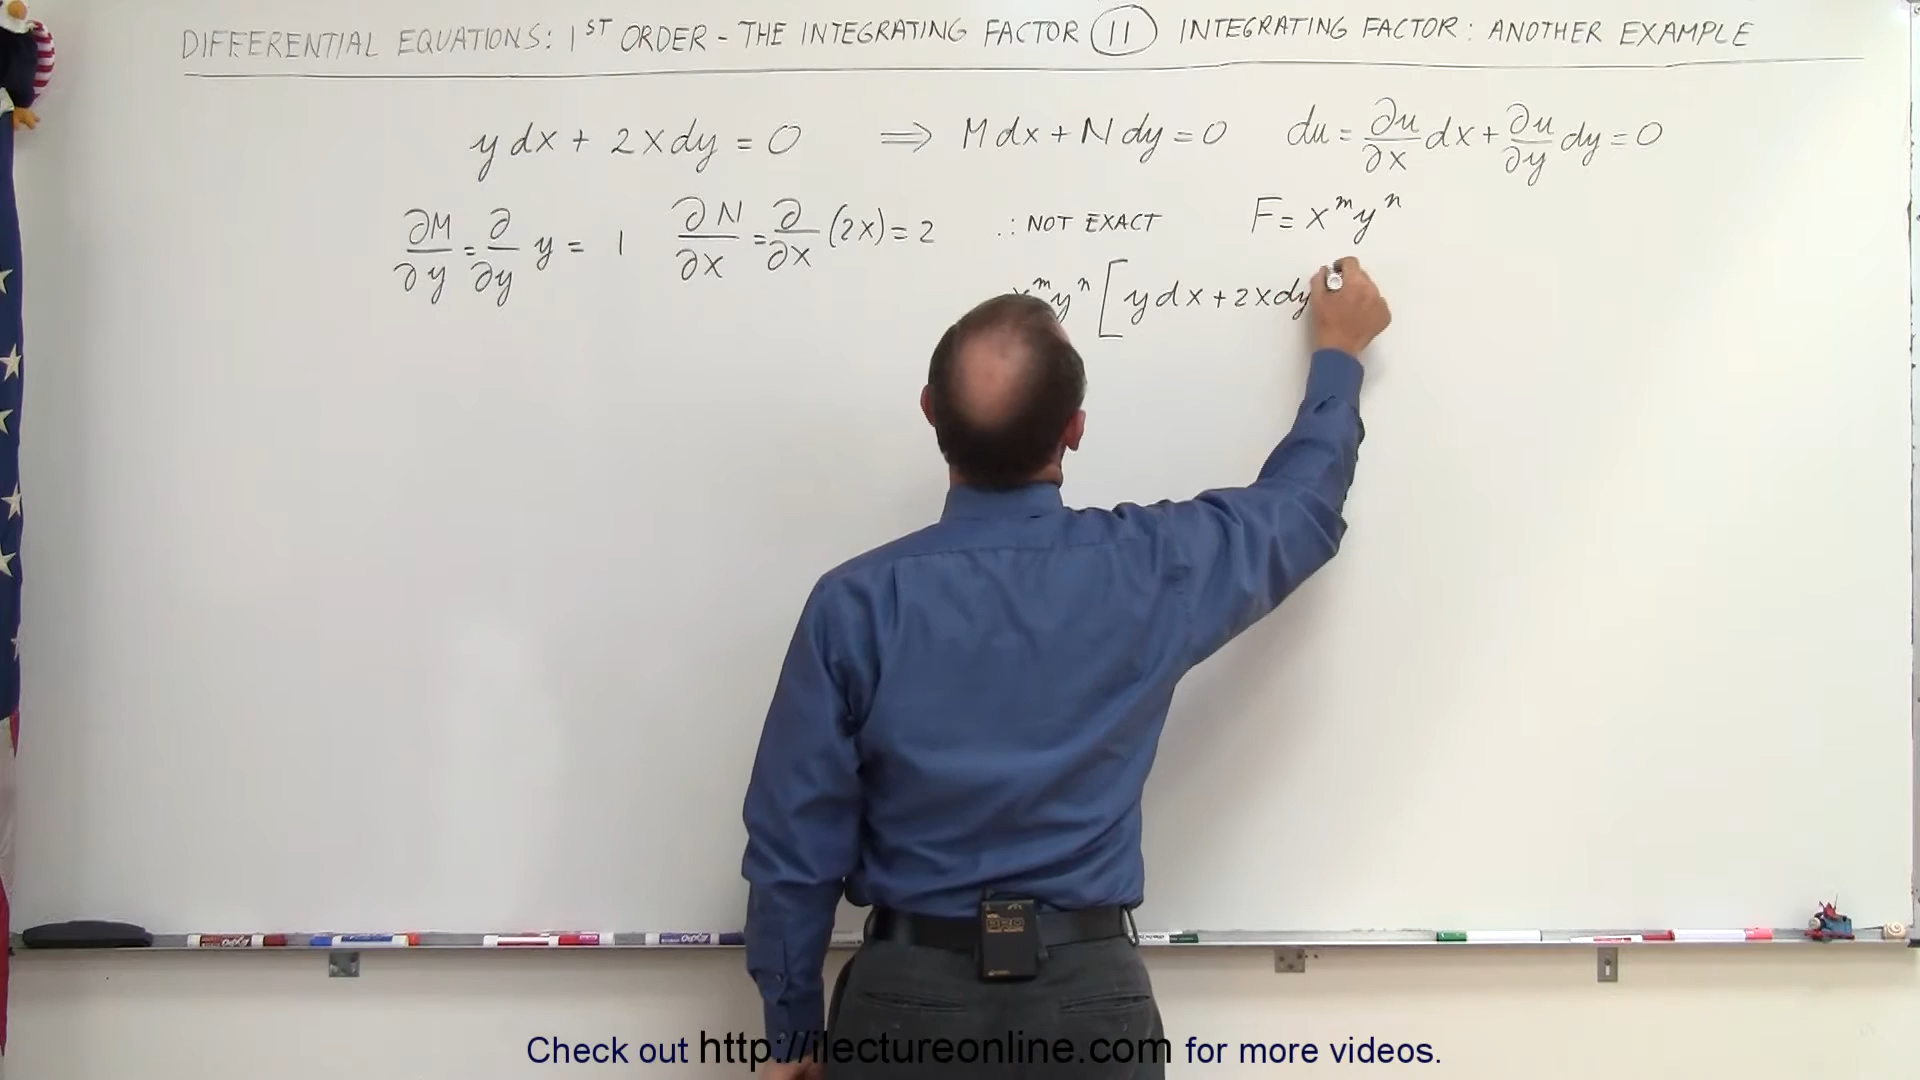 DIFFERENTIAL EQUATIONS: 1ST ORDER - THE INTEGRATING FACTOR 11 INTEGRATING FACTOR: ANOTHER EXAMPLE
y dx + 2x dy = 0 ⟹ M dx + N dy = 0 du = ∂u/∂x dx + ∂u/∂y dy = 0
∂M/∂y = ∂/∂y y = 1 ∂N/∂x = ∂/∂x (2x) = 2 ∴ NOT EXACT F = x^m y^n
x^m y^n [ y dx + 2x dy
Check out http://ilectureonline.com for more videos.